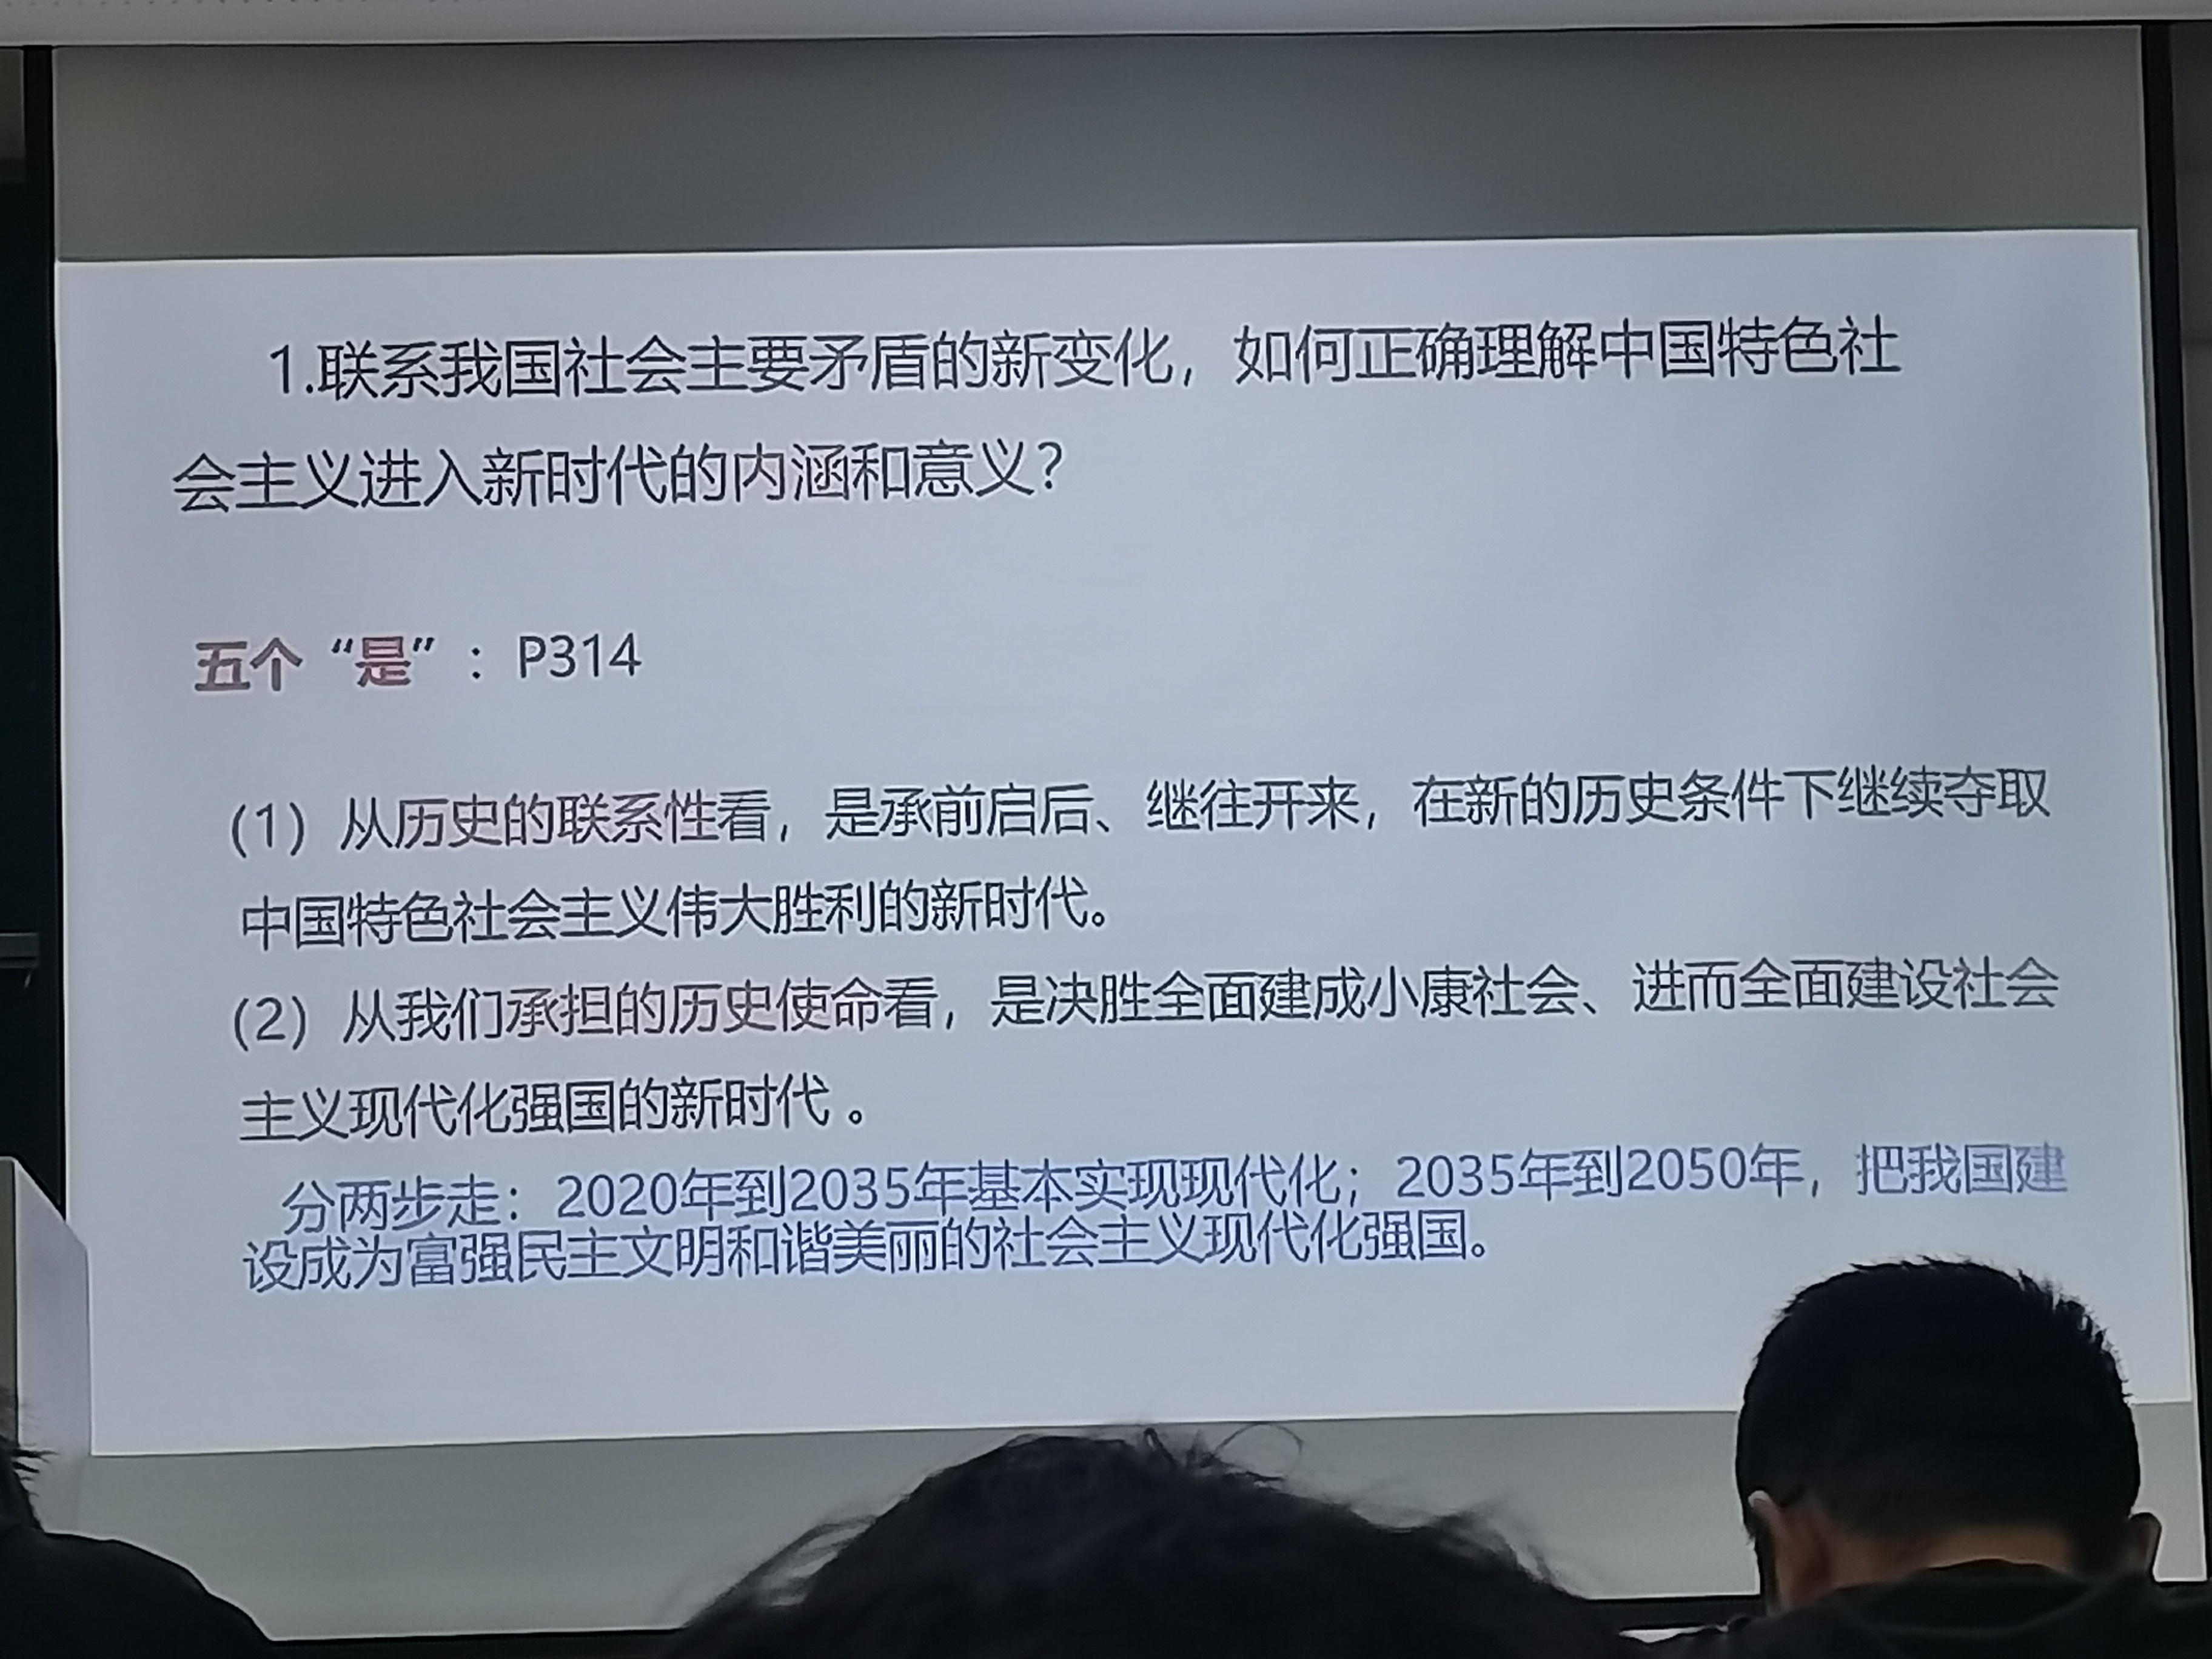 1.联系我国社会主要矛盾的新变化，如何正确理解中国特色社
会主义进入新时代的内涵和意义？
五个“是”：P314
(1）从历史的联系性看，是承前启后、继往开来，在新的历史条件下继续夺取
中国特色社会主义伟大胜利的新时代。
(2）从我们承担的历史使命看，是决胜全面建成小康社会、进而全面建设社会
主义现代化强国的新时代 。
分两步走：2020年到2035年基本实现现代化；2035年到2050年，把我国建
设成为富强民主文明和谐美丽的社会主义现代化强国。